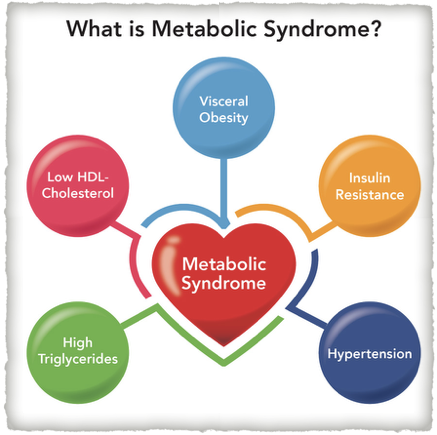 What is Metabolic Syndrome?
Visceral
Obesity
Low HDL-
Cholesterol
Insulin
Resistance
Metabolic
Syndrome
High
Triglycerides
Hypertension